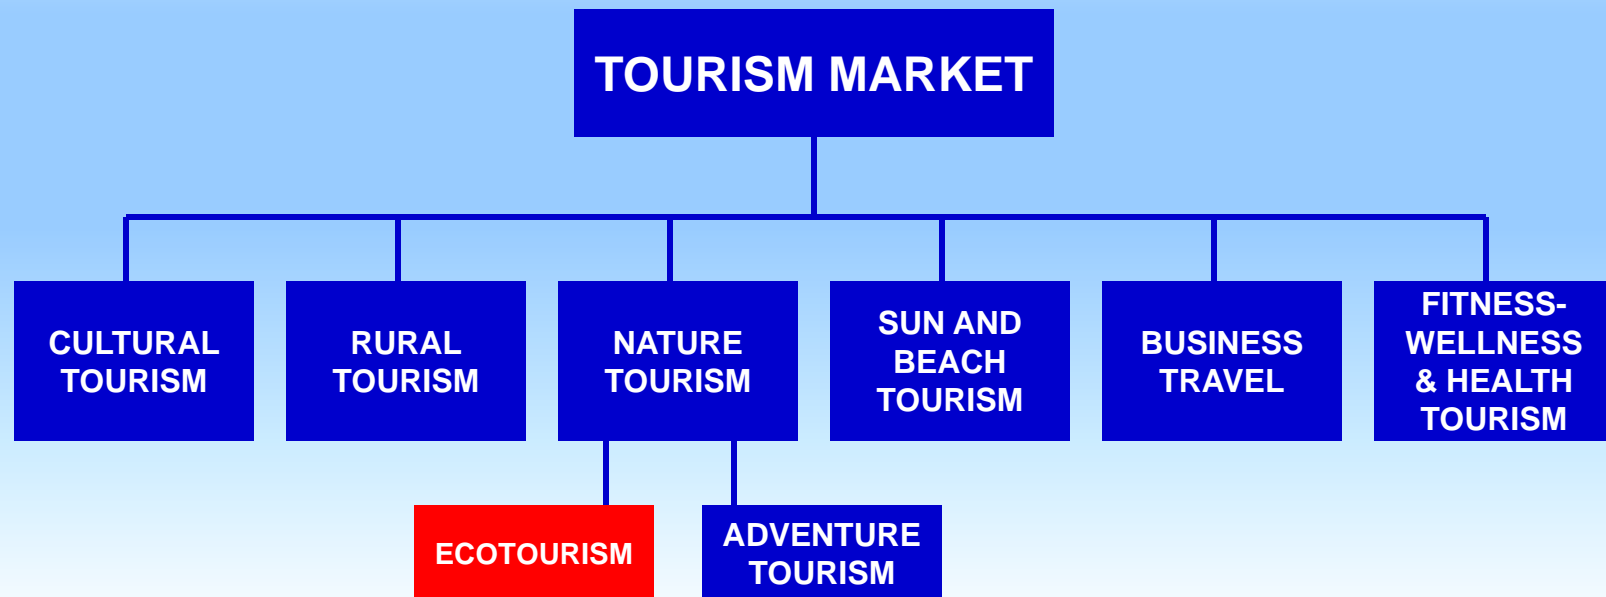 TOURISM MARKET
CULTURAL
TOURISM
RURAL
TOURISM
NATURE
TOURISM
SUN AND
BEACH
TOURISM
BUSINESS
TRAVEL
FITNESS-
WELLNESS
& HEALTH
TOURISM
ECOTOURISM
ADVENTURE
TOURISM